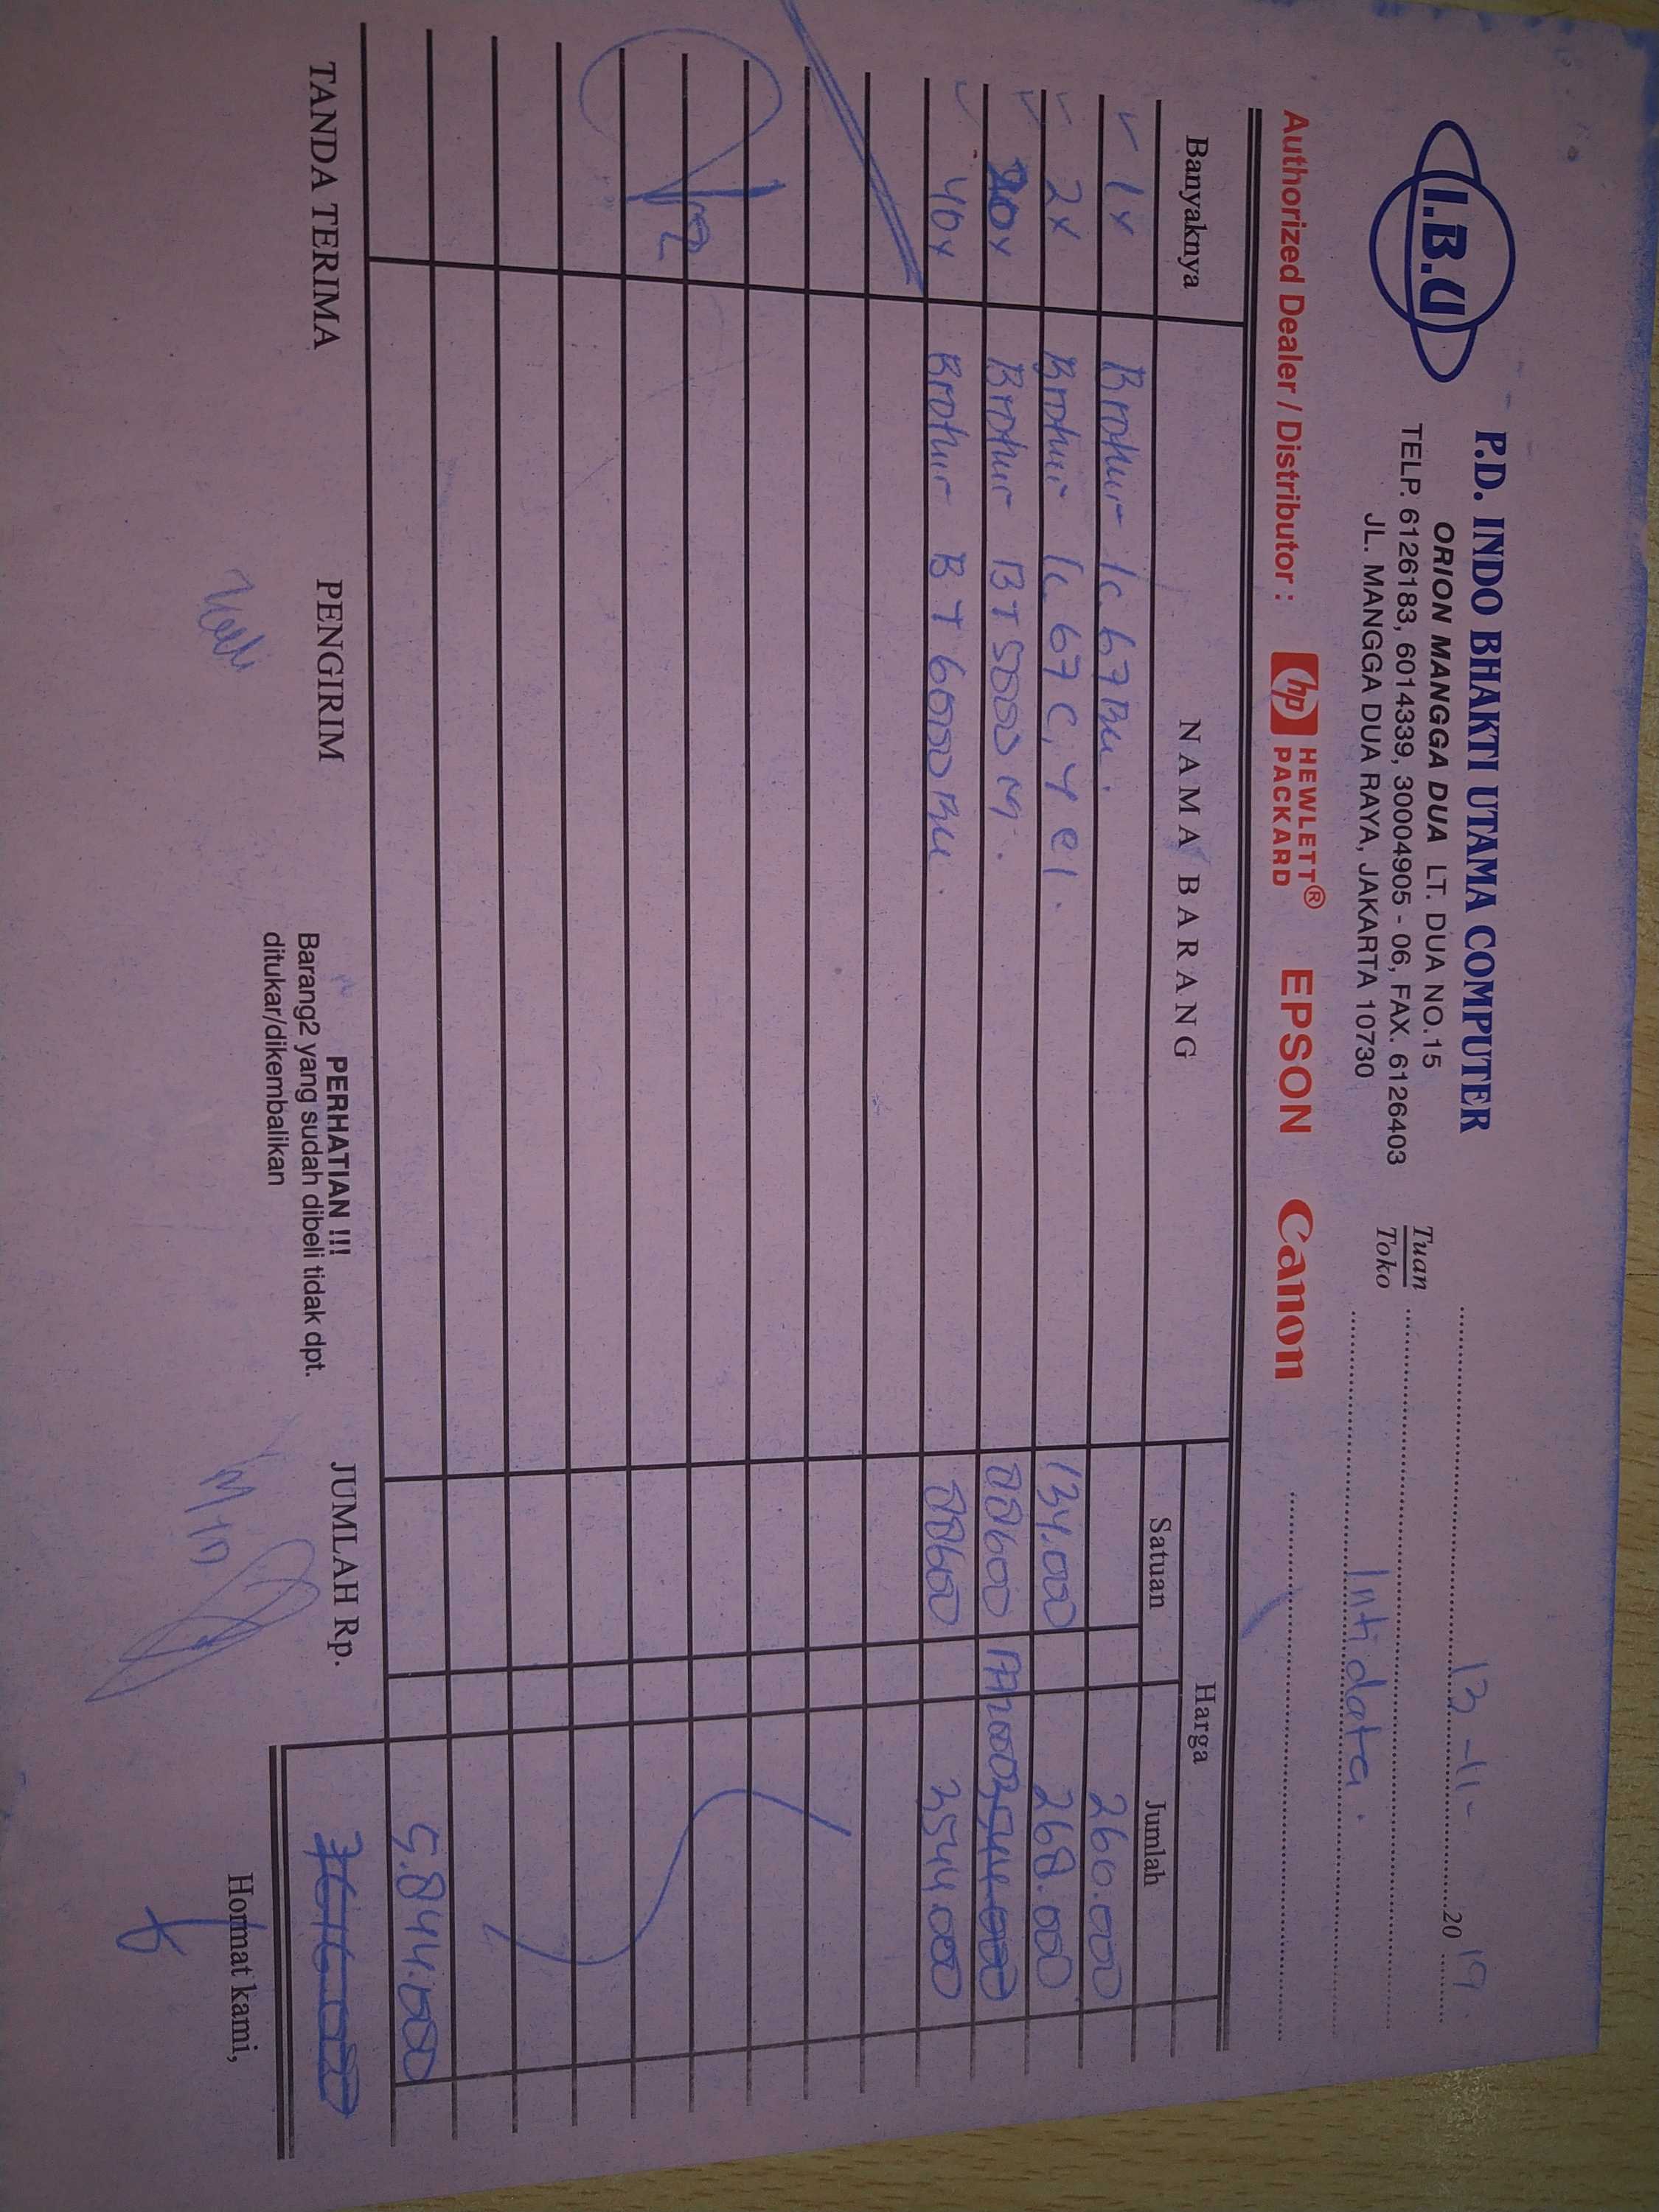 I.B.U
P.D. INDO BHAKTI UTAMA COMPUTER
ORION MANGGA DUA LT. DUA NO.15
TELP. 6126183, 6014339, 30004905 - 06, FAX. 6126403
JL. MANGGA DUA RAYA, JAKARTA 10730
13 - 11 - 20 19
Tuan
Toko
Intidata.
Authorized Dealer / Distributor : hp HEWLETT® PACKARD EPSON Canon
Banyaknya NAMA BARANG Harga
Satuan Jumlah
1x Brother lc. 67 Bu. 260.000
2x Brother lc 67 C, Yel. 134.000 268.000
20x Brother BT 5000 M. 88600 1772000
40x Brother BT 6000 Bu. 88600 3544.000
5.844.000
TANDA TERIMA PENGIRIM
PERHATIAN !!!
Barang2 yang sudah dibeli tidak dpt.
ditukar/dikembalikan
JUMLAH Rp.
Hormat kami,